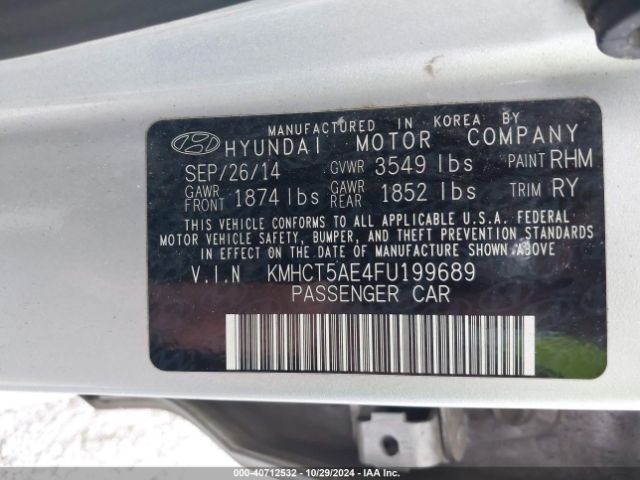 MANUFACTURED IN KOREA BY
HYUNDAI MOTOR COMPANY
SEP/26/14 GVWR 3549 lbs PAINT RHM
GAWR FRONT 1874 lbs GAWR REAR 1852 lbs TRIM RY
THIS VEHICLE CONFORMS TO ALL APPLICABLE U.S.A. FEDERAL
MOTOR VEHICLE SAFETY, BUMPER, AND THEFT PREVENTION STANDARDS
IN EFFECT ON THE DATE OF MANUFACTURE SHOWN ABOVE
V.I.N KMHCT5AE4FU199689
PASSENGER CAR
000-40712532 - 10/29/2024 - IAA Inc.